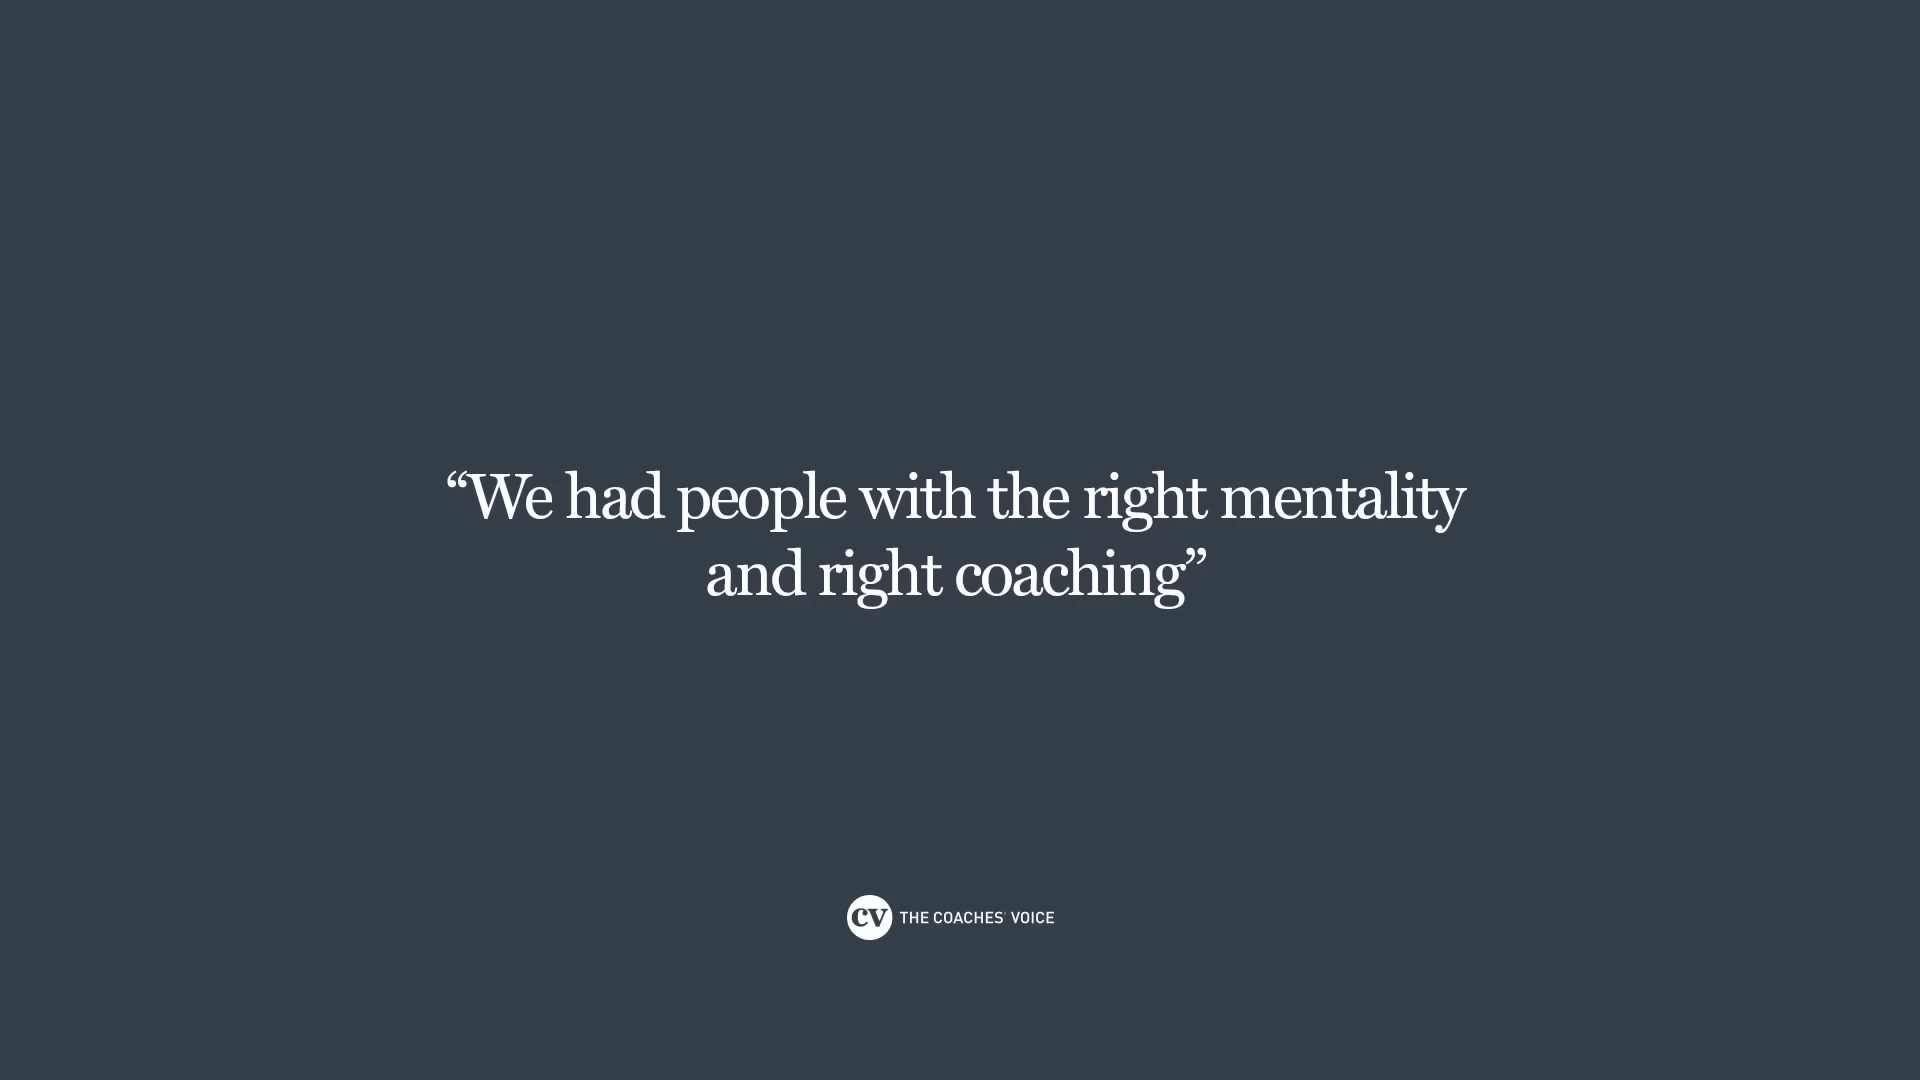 “We had people with the right mentality
and right coaching”
CV THE COACHES' VOICE